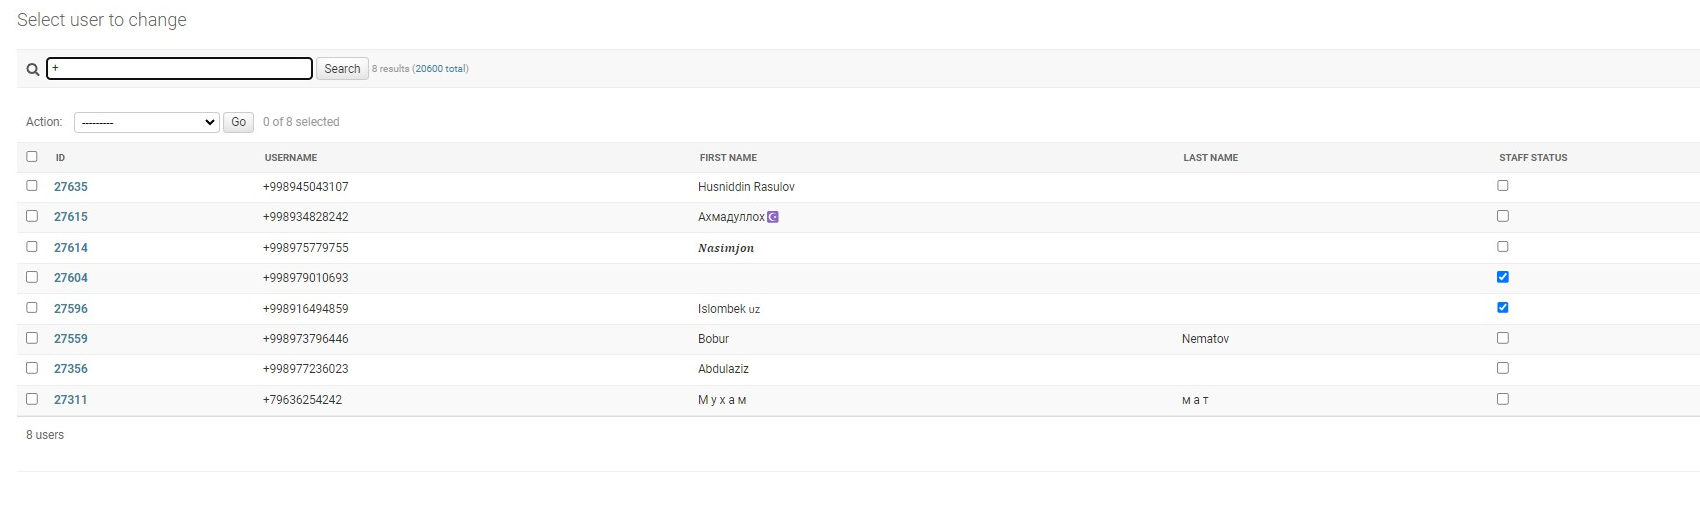 Select user to change
+ Search 8 results (20600 total)
Action: --------- Go 0 of 8 selected
ID USERNAME FIRST NAME LAST NAME STAFF STATUS
27635 +998945043107 Husniddin Rasulov
27615 +998934828242 Ахмадуллох☪
27614 +998975779755 Nasimjon
27604 +998979010693
27596 +998916494859 Islombek uz
27559 +998973796446 Bobur Nematov
27356 +998977236023 Abdulaziz
27311 +79636254242 М у х а м м а т
8 users